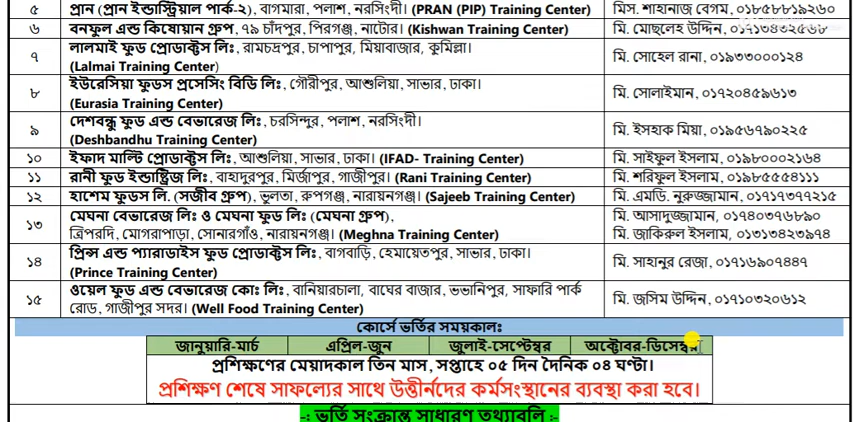 ৫ প্রান (প্রান ইন্ডাস্ট্রিয়াল পার্ক-২), বাগমারা, পলাশ, নরসিংদী। (PRAN (PIP) Training Center) মিস. শাহানাজ বেগম, ০১৮৫৮৮১৯২৬০
৬ বনফুল এন্ড কিষোয়ান গ্রুপ, ৭৯ চাঁদপুর, পিরগঞ্জ, নাটোর। (Kishwan Training Center) মি. মোছলেহ উদ্দিন, ০১৭১৩৪৩২৫৬৮
৭ লালমাই ফুড প্রোডাক্টস লিঃ, রামচদ্রপুর, চাপাপুর, মিয়াবাজার, কুমিল্লা। মি. সোহেল রানা, ০১৯৩৩০০০১২৪
(Lalmai Training Center)
৮ ইউরেসিয়া ফুডস প্রসেসিং বিডি লিঃ, গৌরীপুর, আশুলিয়া, সাভার, ঢাকা। মি. সোলাইমান, ০১৭২০৪৫৯৬১৩
(Eurasia Training Center)
৯ দেশবন্ধু ফুড এন্ড বেভারেজ লিঃ, চরসিন্দুর, পলাশ, নরসিংদী। মি. ইসহাক মিয়া, ০১৯৫৬৭৯০২২৫
(Deshbandhu Training Center)
১০ ইফাদ মাল্টি প্রোডাক্টস লিঃ, আশুলিয়া, সাভার, ঢাকা। (IFAD- Training Center) মি. সাইফুল ইসলাম, ০১৯৮০০০২১৬৪
১১ রানী ফুড ইন্ডাষ্ট্রিজ লিঃ, বাহাদুরপুর, মির্জাপুর, গাজীপুর। (Rani Training Center) মি. শরিফুল ইসলাম, ০১৯৮৫৫৫৪১১১
১২ হাশেম ফুডস লি. (সজীব গ্রুপ), ভুলতা, রুপগঞ্জ, নারায়নগঞ্জ। (Sajeeb Training Center) মি. এমডি. নুরুজ্জামান, ০১৭১৭৩৭৭২১৫
১৩ মেঘনা বেভারেজ লিঃ ও মেঘনা ফুড লিঃ (মেঘনা গ্রুপ), মি. আসাদুজ্জামান, ০১৭৪০৩৭৬৮৯০
ত্রিপরদি, মোগরাপাড়া, সোনারগাঁও, নারায়নগঞ্জ। (Meghna Training Center) মি. জাকিরুল ইসলাম, ০১৩১৩৪২৩৯৭৪
১৪ প্রিন্স এন্ড প্যারাডাইস ফুড প্রোডাক্টস লিঃ, বাগবাড়ি, হেমায়েতপুর, সাভার, ঢাকা। মি. সাহানুর রেজা, ০১৭১৬৯০৭৪৪৭
(Prince Training Center)
১৫ ওয়েল ফুড এন্ড বেভারেজ কোঃ লিঃ, বানিয়ারচালা, বাঘের বাজার, ভভানিপুর, সাফারি পার্ক মি. জসিম উদ্দিন, ০১৭১০৩২০৬১২
রোড, গাজীপুর সদর। (Well Food Training Center)
কোর্সে ভর্তির সময়কালঃ
জানুয়ারি-মার্চ এপ্রিল-জুন জুলাই-সেপ্টেম্বর অক্টোবর-ডিসেম্বর
প্রশিক্ষণের মেয়াদকাল তিন মাস, সপ্তাহে ০৫ দিন দৈনিক ০৪ ঘণ্টা।
প্রশিক্ষণ শেষে সাফল্যের সাথে উত্তীর্নদের কর্মসংস্থানের ব্যবস্থা করা হবে।
-: ভর্তি সংক্রান্ত সাধারণ তথ্যাবলি :-